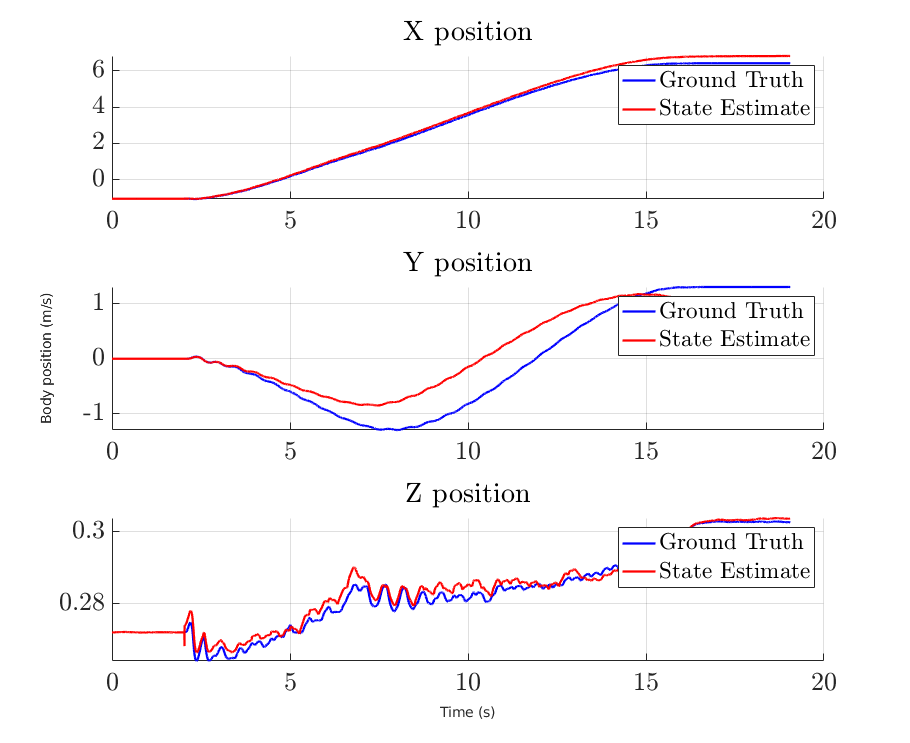 X position
6
4
2
0
Ground Truth
State Estimate
0 5 10 15 20
Y position
Body position (m/s)
1
0
-1
Ground Truth
State Estimate
0 5 10 15 20
Z position
0.3
0.28
Ground Truth
State Estimate
0 5 10 15 20
Time (s)